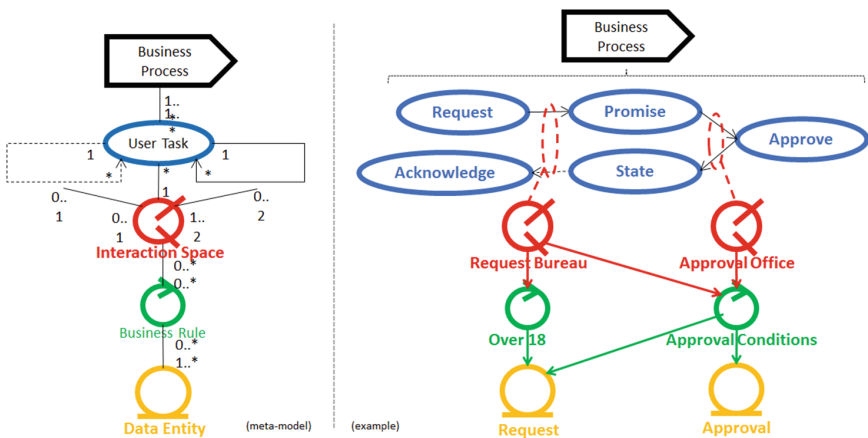 Business
Process
1..
1..
*
*
User Task
1
1
*
*
*
1
0..
1
0..
1
1..
2
0..
2
Interaction Space
0..*
0..*
Business Rule
0..*
1..*
Data Entity
(meta-model)
(example)
Business
Process
Request
Promise
Approve
Acknowledge
State
Request Bureau
Approval Office
Over 18
Approval Conditions
Request
Approval